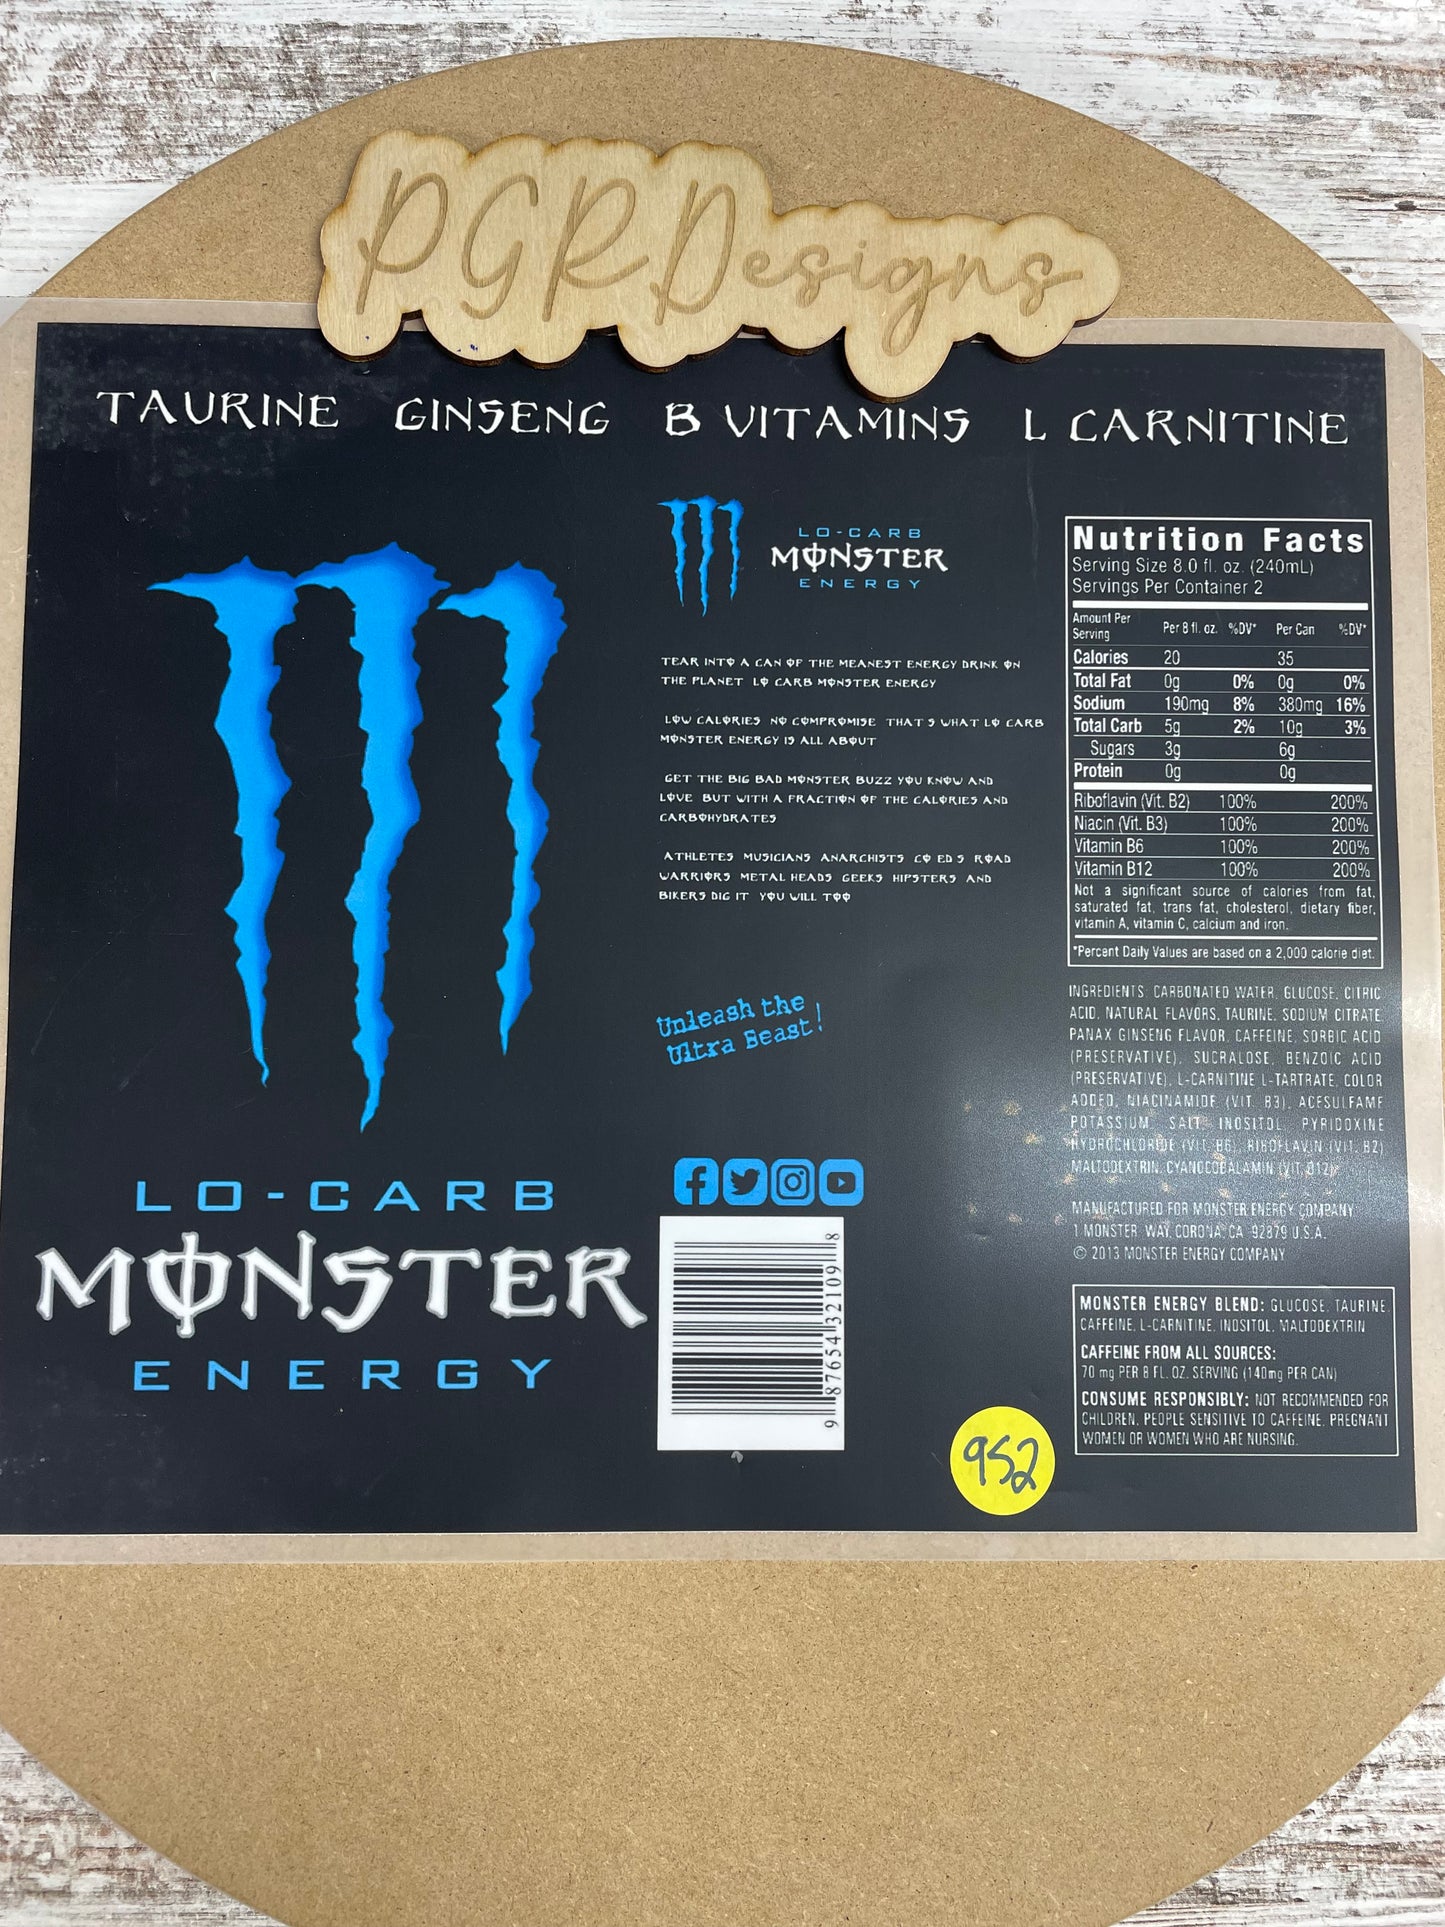 PGRDesigns
TAURINE GINSENG B VITAMINS L CARNITINE
LO-CARB
MONSTER
ENERGY
LO-CARB
MONSTER
ENERGY
TEAR INTO A CAN OF THE MEANEST ENERGY DRINK ON
THE PLANET LO CARB MONSTER ENERGY
LOW CALORIES NO COMPROMISE THAT S WHAT LO CARB
MONSTER ENERGY IS ALL ABOUT
GET THE BIG BAD MONSTER BUZZ YOU KNOW AND
LOVE BUT WITH A FRACTION OF THE CALORIES AND
CARBOHYDRATES
ATHLETES MUSICIANS ANARCHISTS CO ED S ROAD
WARRIORS METAL HEADS GEEKS HIPSTERS AND
BIKERS DIG IT YOU WILL TOO
Unleash the
Ultra Beast!
9 87654 32109 8
952
Nutrition Facts
Serving Size 8.0 fl. oz. (240mL)
Servings Per Container 2
Amount Per
Serving Per 8 fl. oz. %DV* Per Can %DV*
Calories 20 35
Total Fat 0g 0% 0g 0%
Sodium 190mg 8% 380mg 16%
Total Carb 5g 2% 10g 3%
Sugars 3g 6g
Protein 0g 0g
Riboflavin (Vit. B2) 100% 200%
Niacin (Vit. B3) 100% 200%
Vitamin B6 100% 200%
Vitamin B12 100% 200%
Not a significant source of calories from fat,
saturated fat, trans fat, cholesterol, dietary fiber,
vitamin A, vitamin C, calcium and iron.
*Percent Daily Values are based on a 2,000 calorie diet.
INGREDIENTS: CARBONATED WATER, GLUCOSE, CITRIC
ACID, NATURAL FLAVORS, TAURINE, SODIUM CITRATE,
PANAX GINSENG FLAVOR, CAFFEINE, SORBIC ACID
(PRESERVATIVE), SUCRALOSE, BENZOIC ACID
(PRESERVATIVE), L-CARNITINE L-TARTRATE, COLOR
ADDED, NIACINAMIDE (VIT. B3), ACESULFAME
POTASSIUM, SALT, INOSITOL, PYRIDOXINE
HYDROCHLORIDE (VIT. B6), RIBOFLAVIN (VIT. B2),
MALTODEXTRIN, CYANOCOBALAMIN (VIT. B12)
MANUFACTURED FOR MONSTER ENERGY COMPANY
1 MONSTER WAY, CORONA, CA 92879 U.S.A.
© 2013 MONSTER ENERGY COMPANY
MONSTER ENERGY BLEND: GLUCOSE, TAURINE,
CAFFEINE, L-CARNITINE, INOSITOL, MALTODEXTRIN
CAFFEINE FROM ALL SOURCES:
70 mg PER 8 FL. OZ. SERVING (140mg PER CAN)
CONSUME RESPONSIBLY: NOT RECOMMENDED FOR
CHILDREN, PEOPLE SENSITIVE TO CAFFEINE, PREGNANT
WOMEN OR WOMEN WHO ARE NURSING.